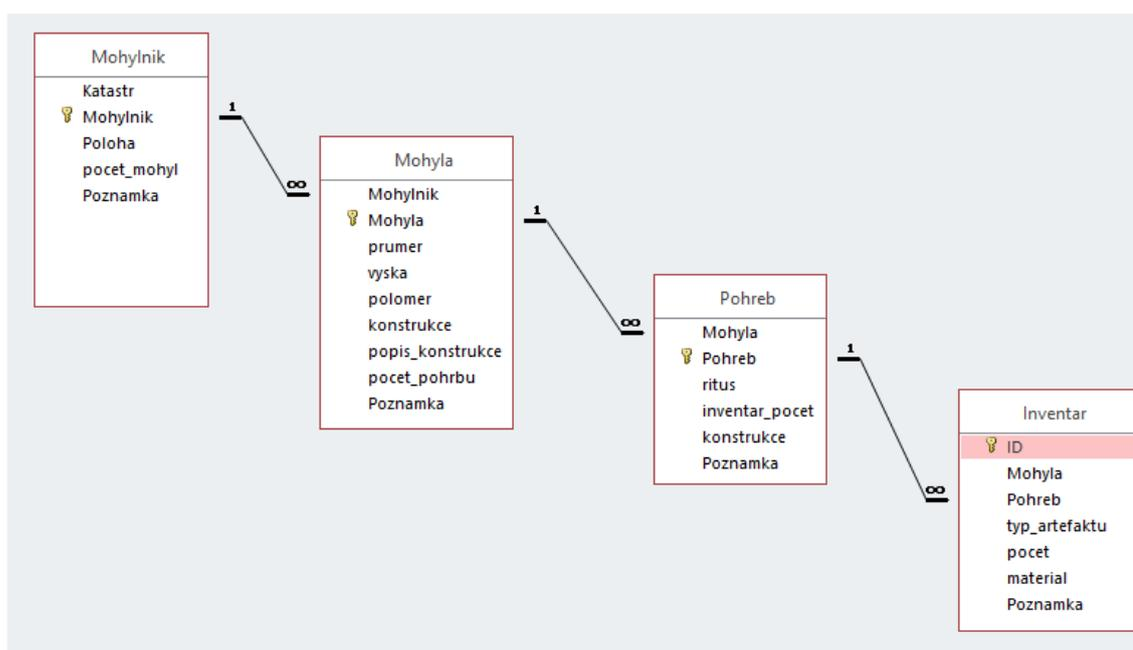 Mohylnik
Katastr
Mohylnik
Poloha
pocet_mohyl
Poznamka
1
∞
Mohyla
Mohylnik
Mohyla
prumer
vyska
polomer
konstrukce
popis_konstrukce
pocet_pohrbu
Poznamka
1
∞
Pohreb
Mohyla
Pohreb
ritus
inventar_pocet
konstrukce
Poznamka
1
∞
Inventar
ID
Mohyla
Pohreb
typ_artefaktu
pocet
material
Poznamka